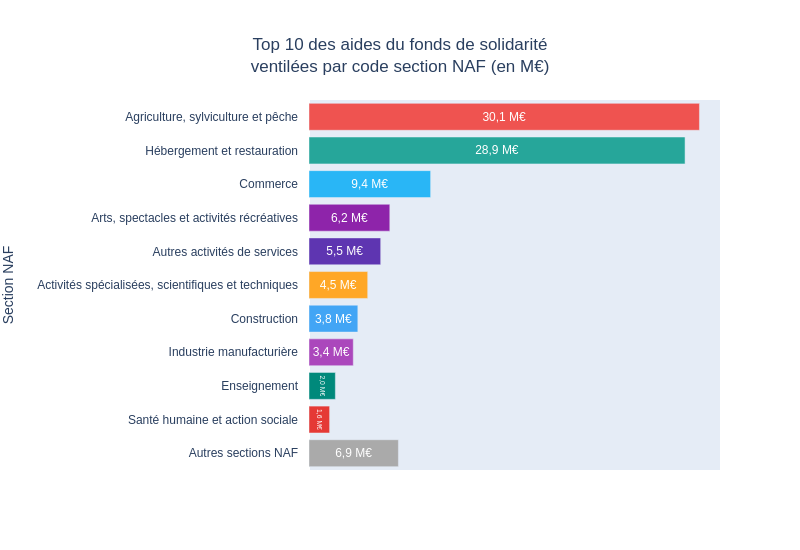 Top 10 des aides du fonds de solidarité
ventilées par code section NAF (en M€)
Section NAF
Agriculture, sylviculture et pêche 30,1 M€
Hébergement et restauration 28,9 M€
Commerce 9,4 M€
Arts, spectacles et activités récréatives 6,2 M€
Autres activités de services 5,5 M€
Activités spécialisées, scientifiques et techniques 4,5 M€
Construction 3,8 M€
Industrie manufacturière 3,4 M€
Enseignement 2,0 M€
Santé humaine et action sociale 1,6 M€
Autres sections NAF 6,9 M€